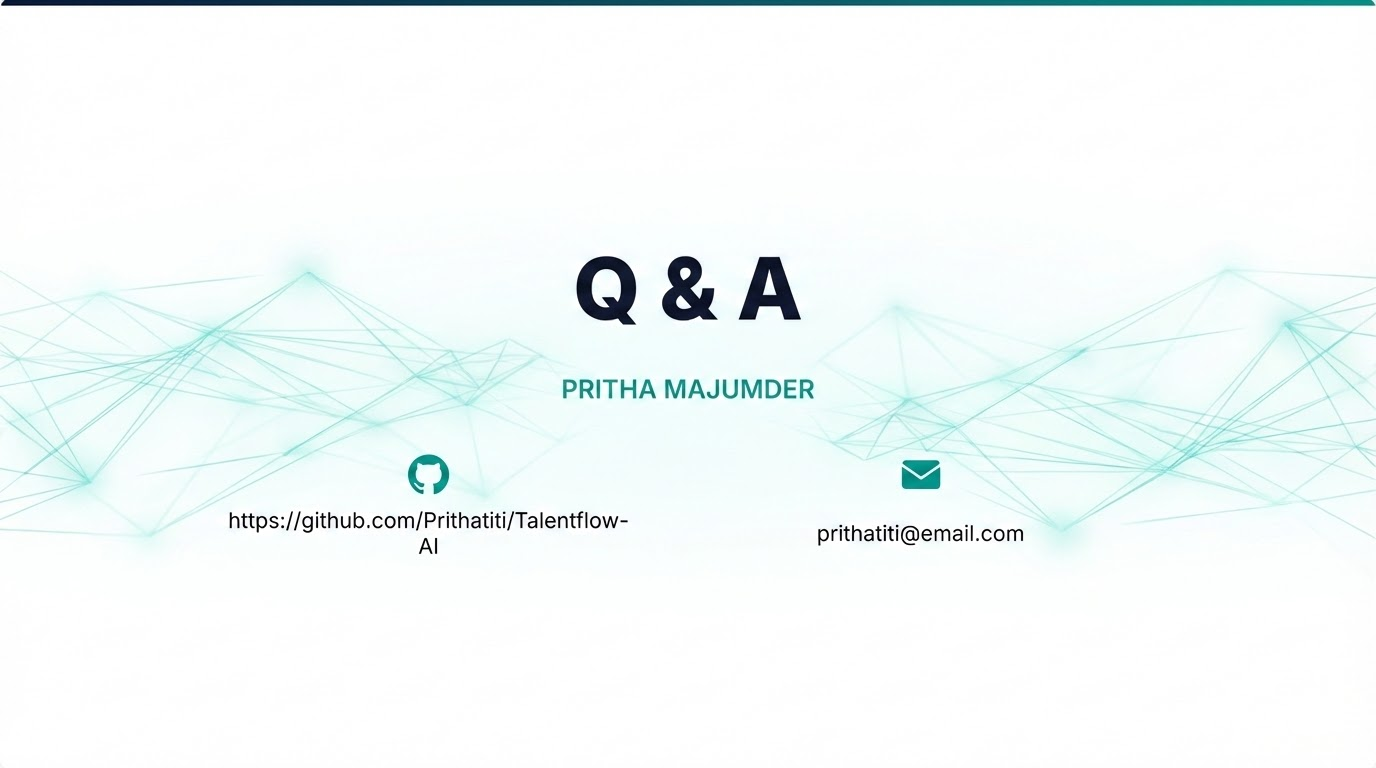 Q & A
PRITHA MAJUMDER
https://github.com/Prithatiti/Talentflow-
AI
prithatiti@email.com